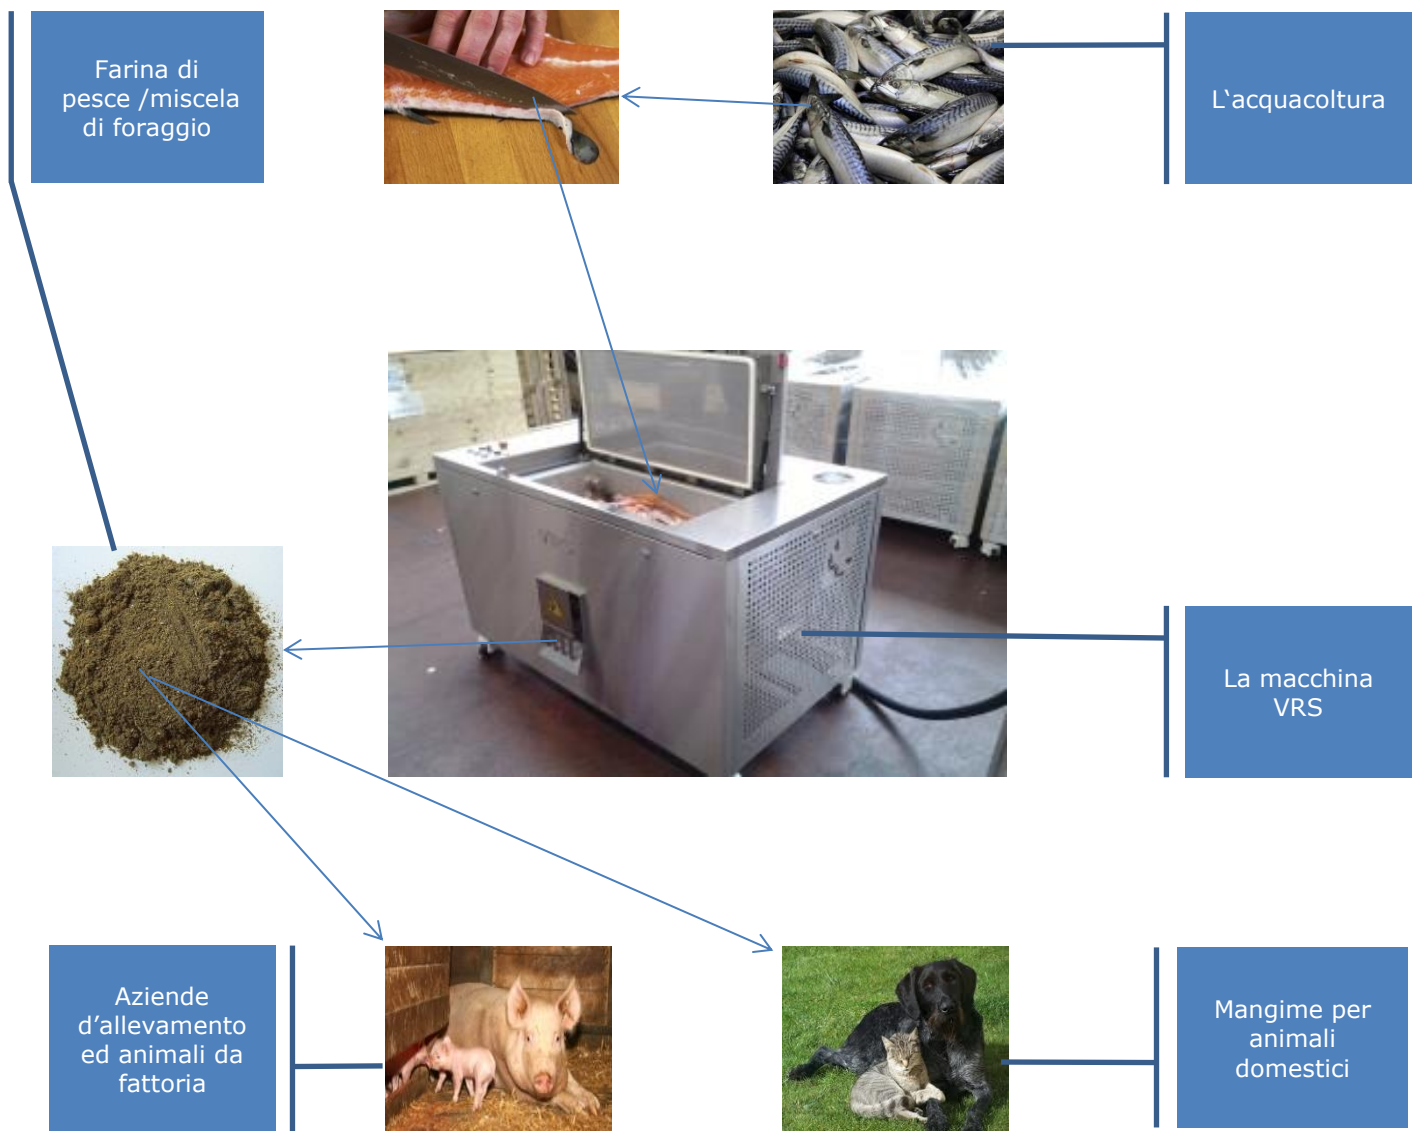 Farina di
pesce /miscela
di foraggio
L‘acquacoltura
La macchina
VRS
Aziende
d’allevamento
ed animali da
fattoria
Mangime per
animali
domestici